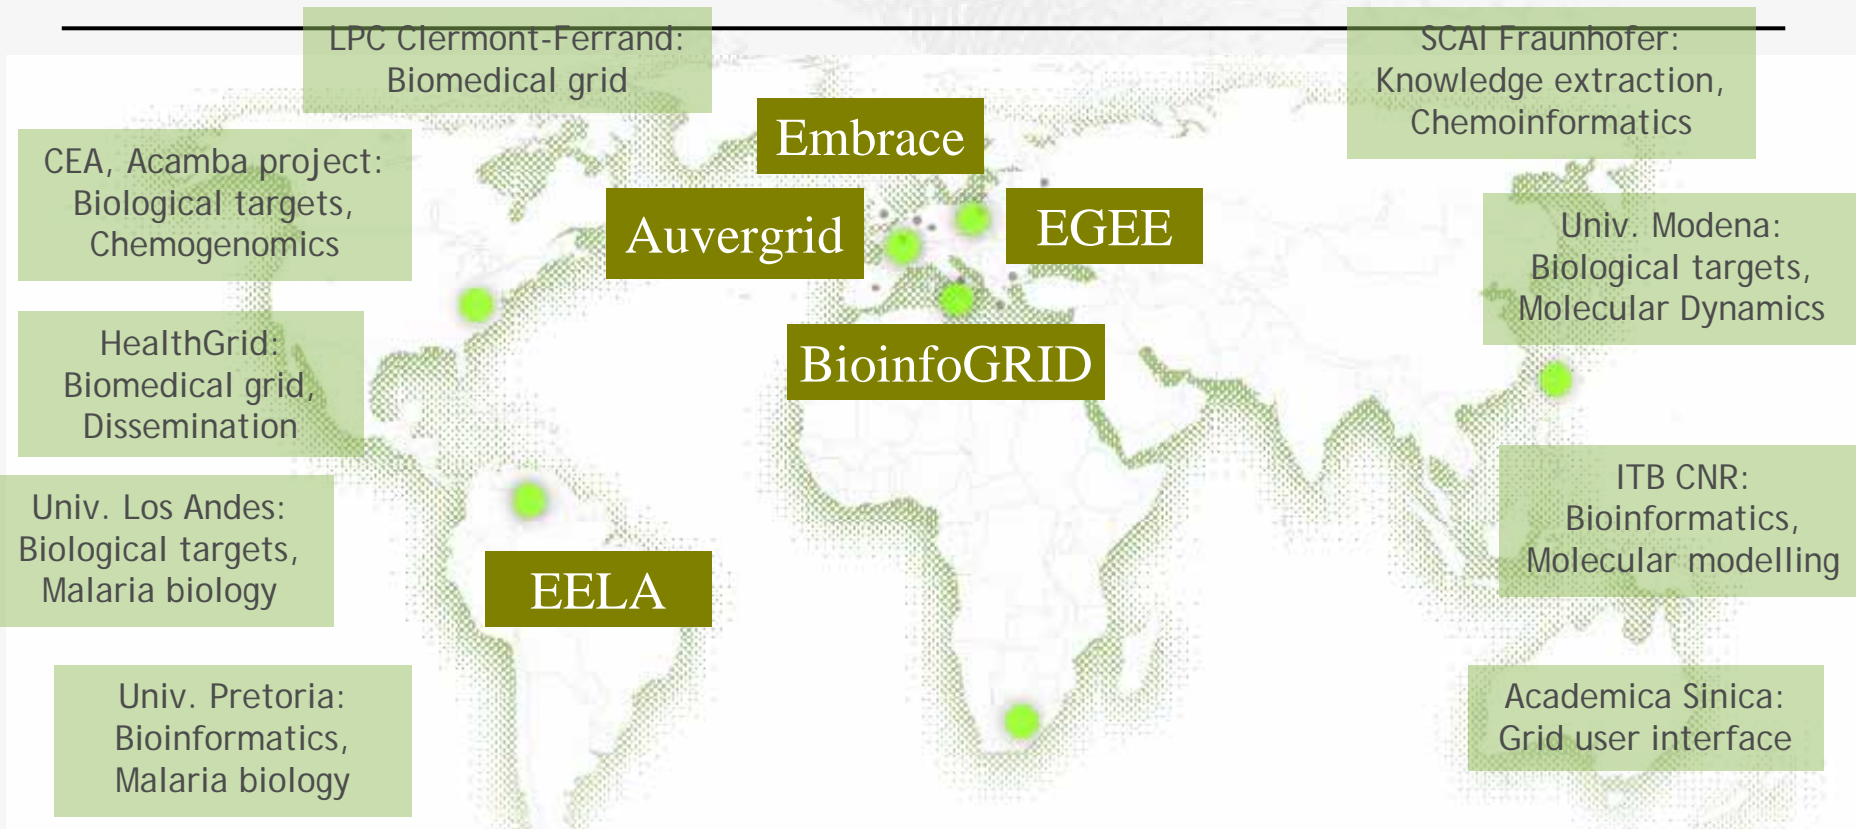 LPC Clermont-Ferrand:
Biomedical grid
SCAI Fraunhofer:
Knowledge extraction,
Chemoinformatics
CEA, Acamba project:
Biological targets,
Chemogenomics
Embrace
Auvergrid
EGEE
Univ. Modena:
Biological targets,
Molecular Dynamics
HealthGrid:
Biomedical grid,
Dissemination
BioinfoGRID
Univ. Los Andes:
Biological targets,
Malaria biology
ITB CNR:
Bioinformatics,
Molecular modelling
EELA
Univ. Pretoria:
Bioinformatics,
Malaria biology
Academica Sinica:
Grid user interface